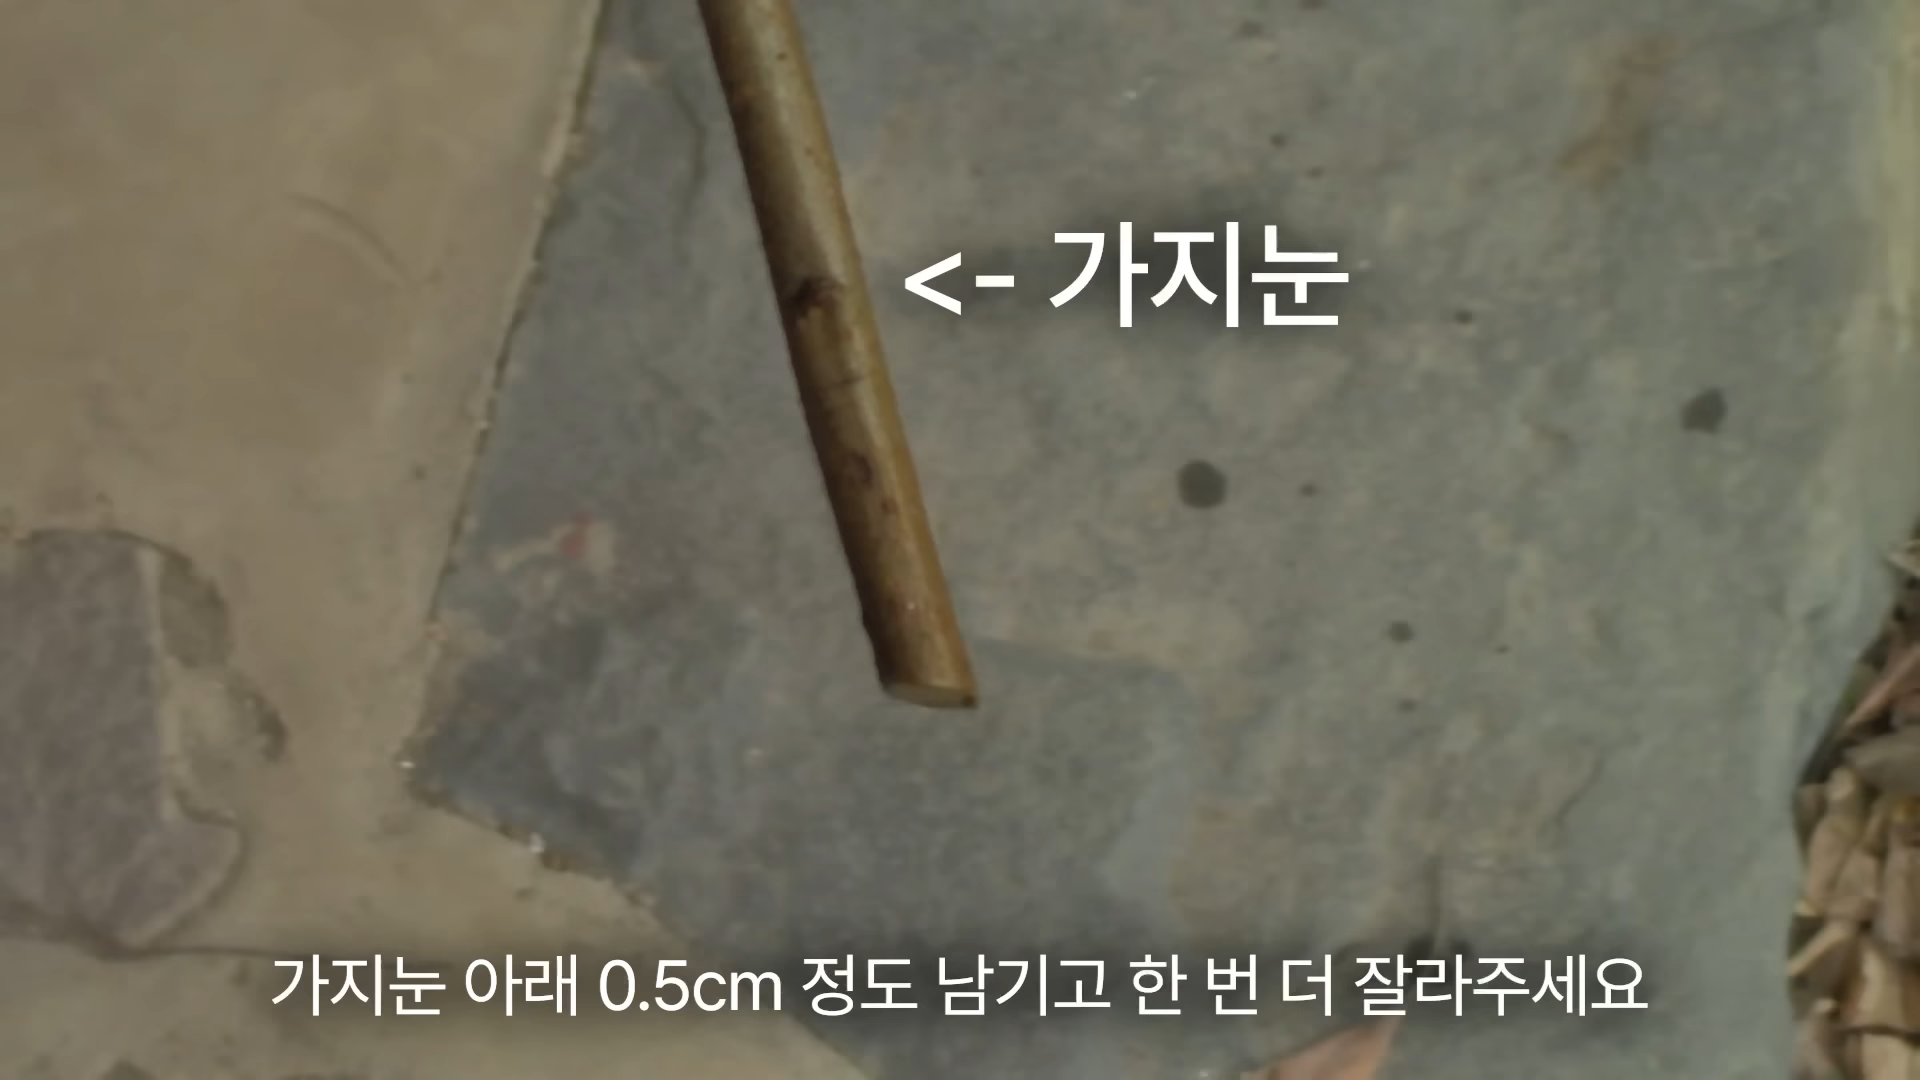 <- 가지눈
가지눈 아래 0.5cm 정도 남기고 한 번 더 잘라주세요